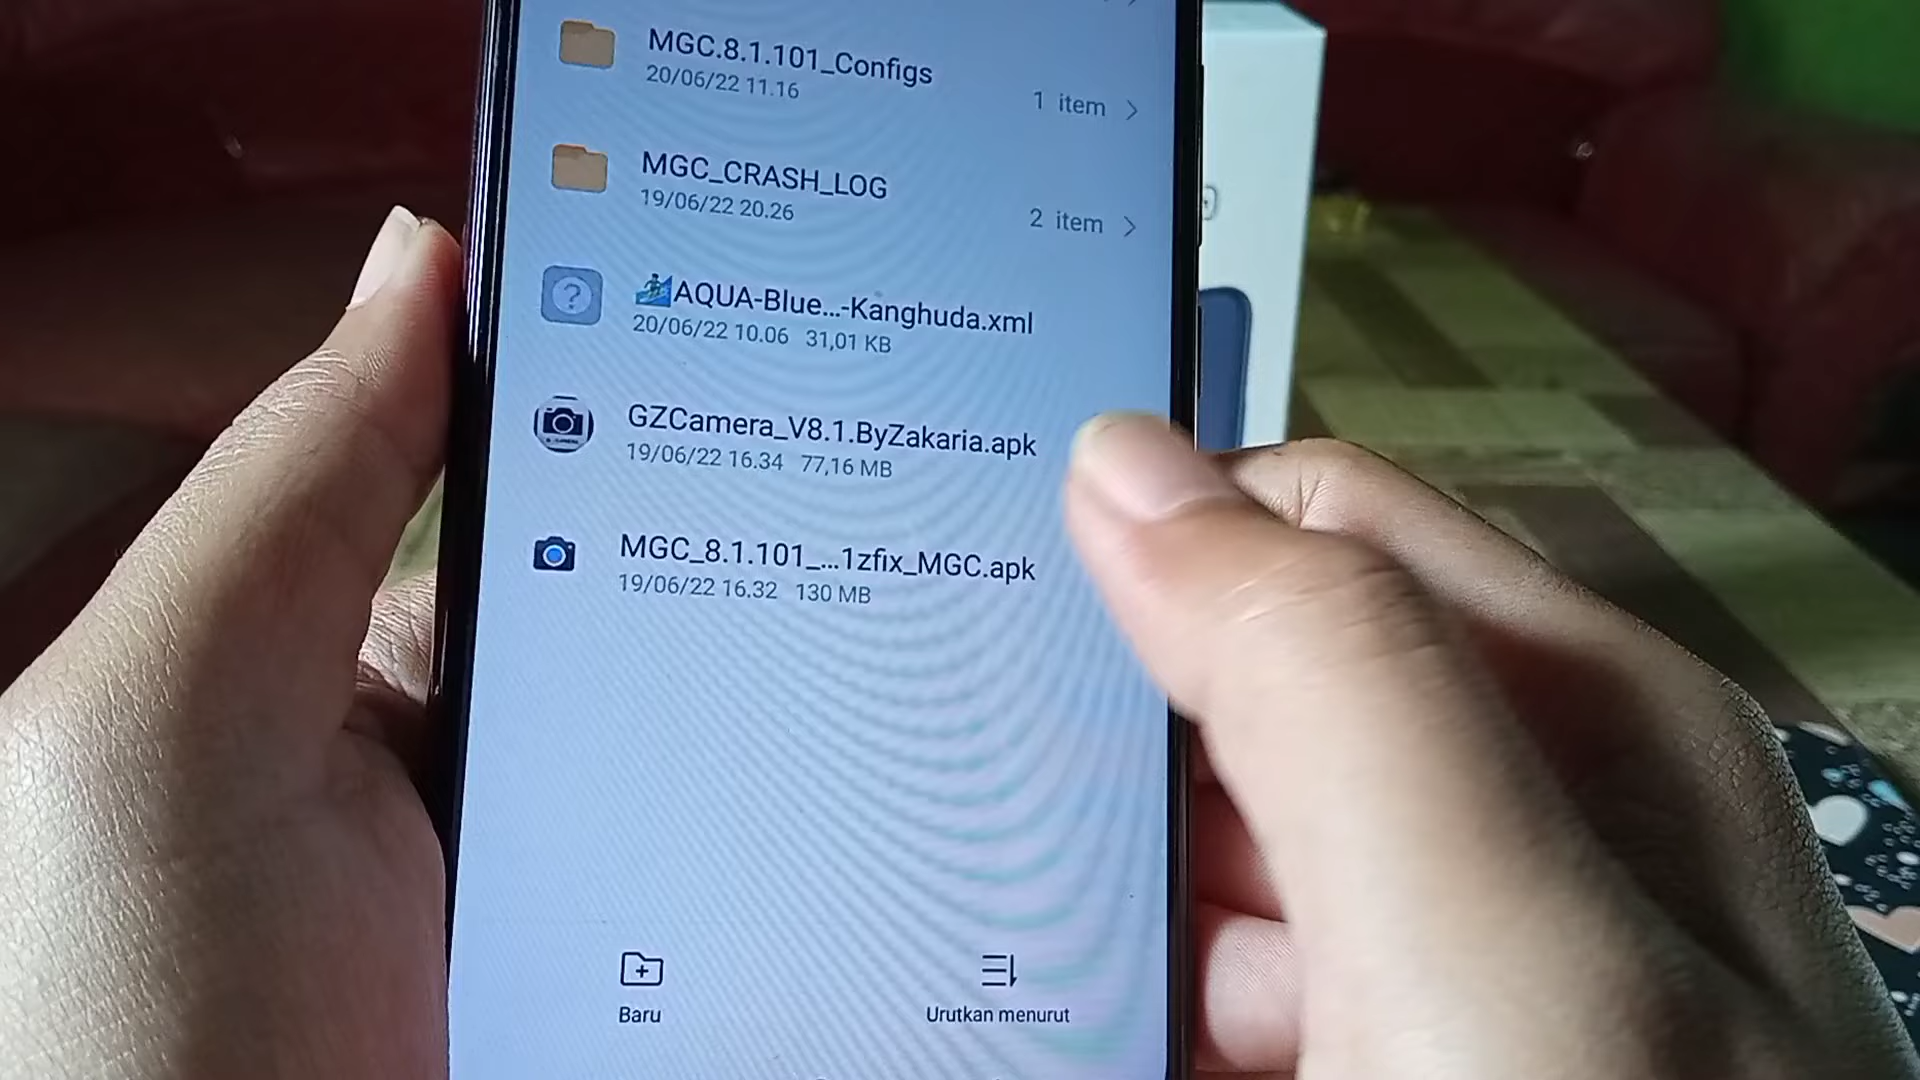 MGC.8.1.101_Configs
20/06/22 11.16
1 item
MGC_CRASH_LOG
19/06/22 20.26
2 item
AQUA-Blue...-Kanghuda.xml
20/06/22 10.06 31,01 KB
GZCamera_V8.1.ByZakaria.apk
19/06/22 16.34 77,16 MB
MGC_8.1.101_...1zfix_MGC.apk
19/06/22 16.32 130 MB
Baru
Urutkan menurut